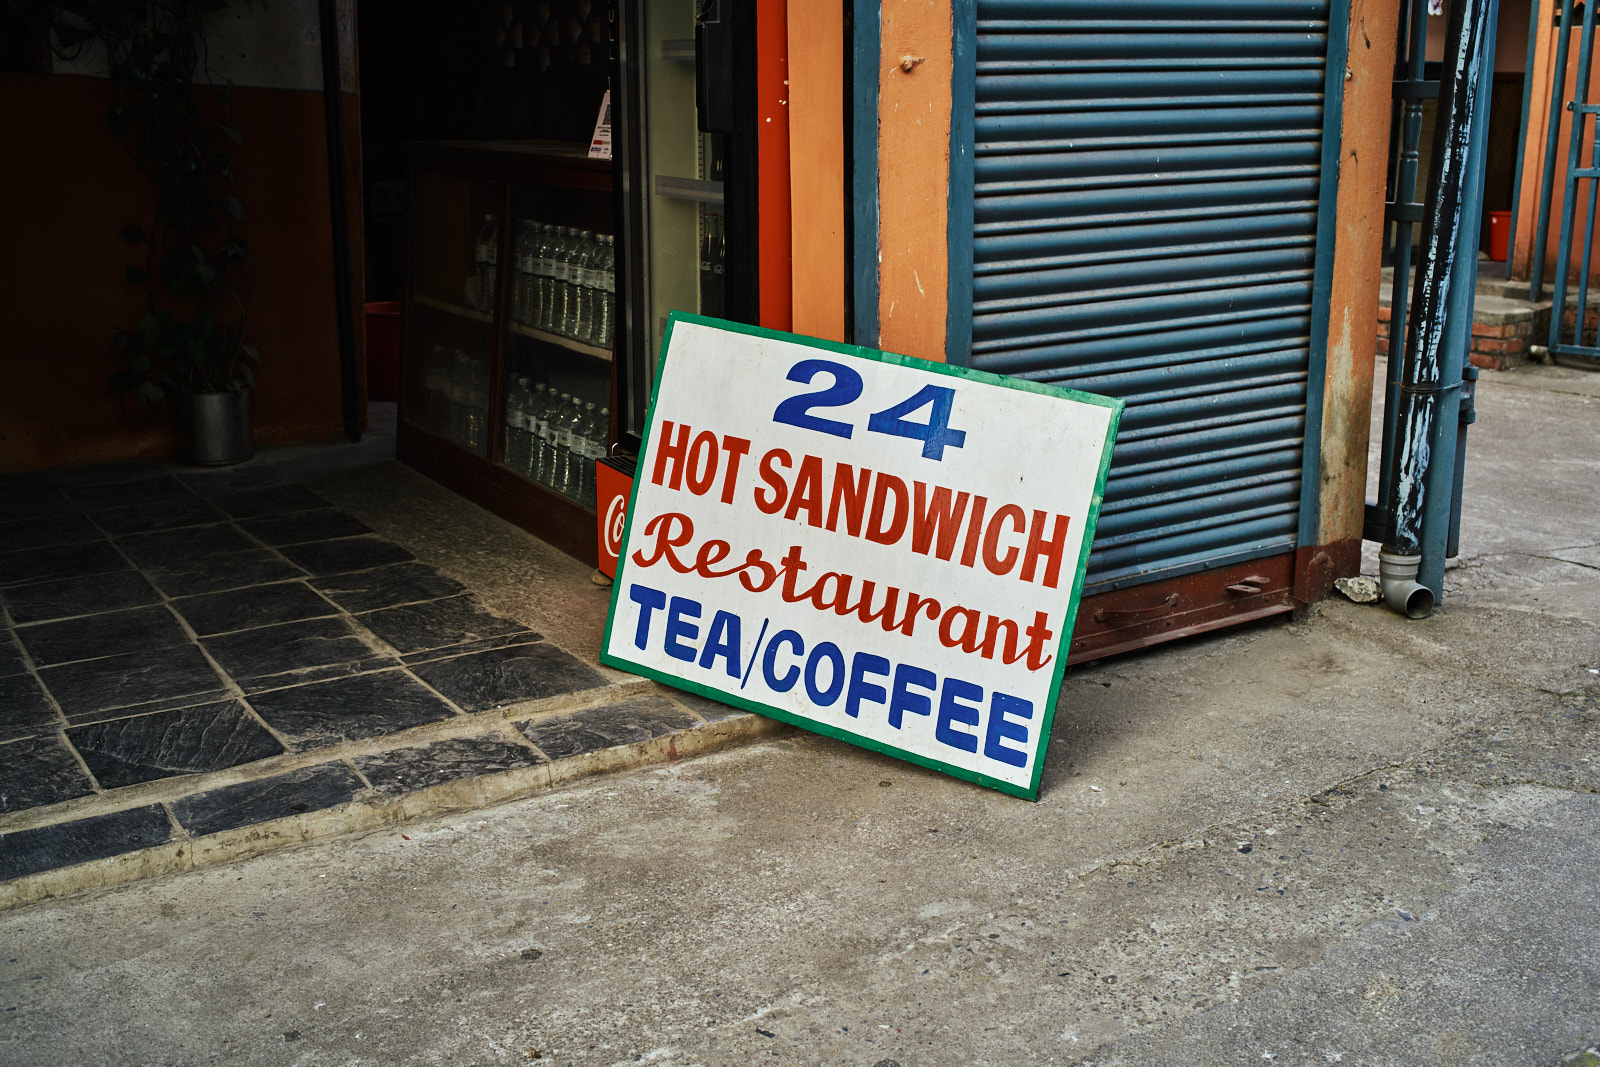 24
HOT SANDWICH
Restaurant
TEA/COFFEE